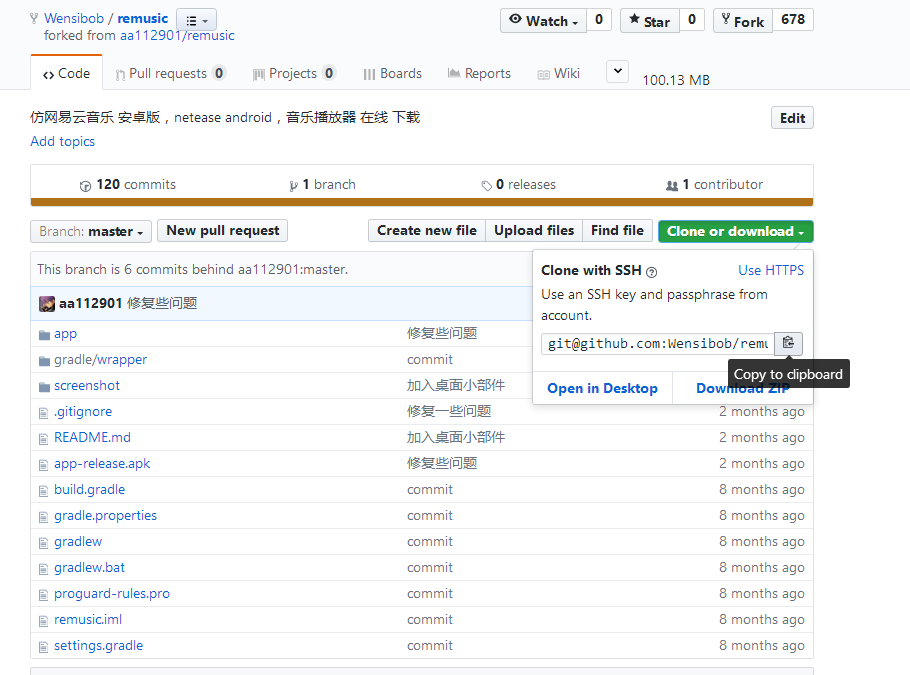 Wensibob / remusic
Watch 0 Star 0 Fork 678
forked from aa112901/remusic
Code Pull requests 0 Projects 0 Boards Reports Wiki 100.13 MB
仿网易云音乐 安卓版，netease android，音乐播放器 在线 下载
Edit
Add topics
120 commits 1 branch 0 releases 1 contributor
Branch: master New pull request Create new file Upload files Find file Clone or download
This branch is 6 commits behind aa112901:master.
Clone with SSH ? Use HTTPS
Use an SSH key and passphrase from
account.
git@github.com:Wensibob/remu
Copy to clipboard
Open in Desktop Download ZIP
aa112901 修复些问题
app 修复些问题
gradle/wrapper commit
screenshot 加入桌面小部件
.gitignore 修复一些问题 2 months ago
README.md 加入桌面小部件 2 months ago
app-release.apk 修复些问题 2 months ago
build.gradle commit 8 months ago
gradle.properties commit 8 months ago
gradlew commit 8 months ago
gradlew.bat commit 8 months ago
proguard-rules.pro commit 8 months ago
remusic.iml commit 8 months ago
settings.gradle commit 8 months ago